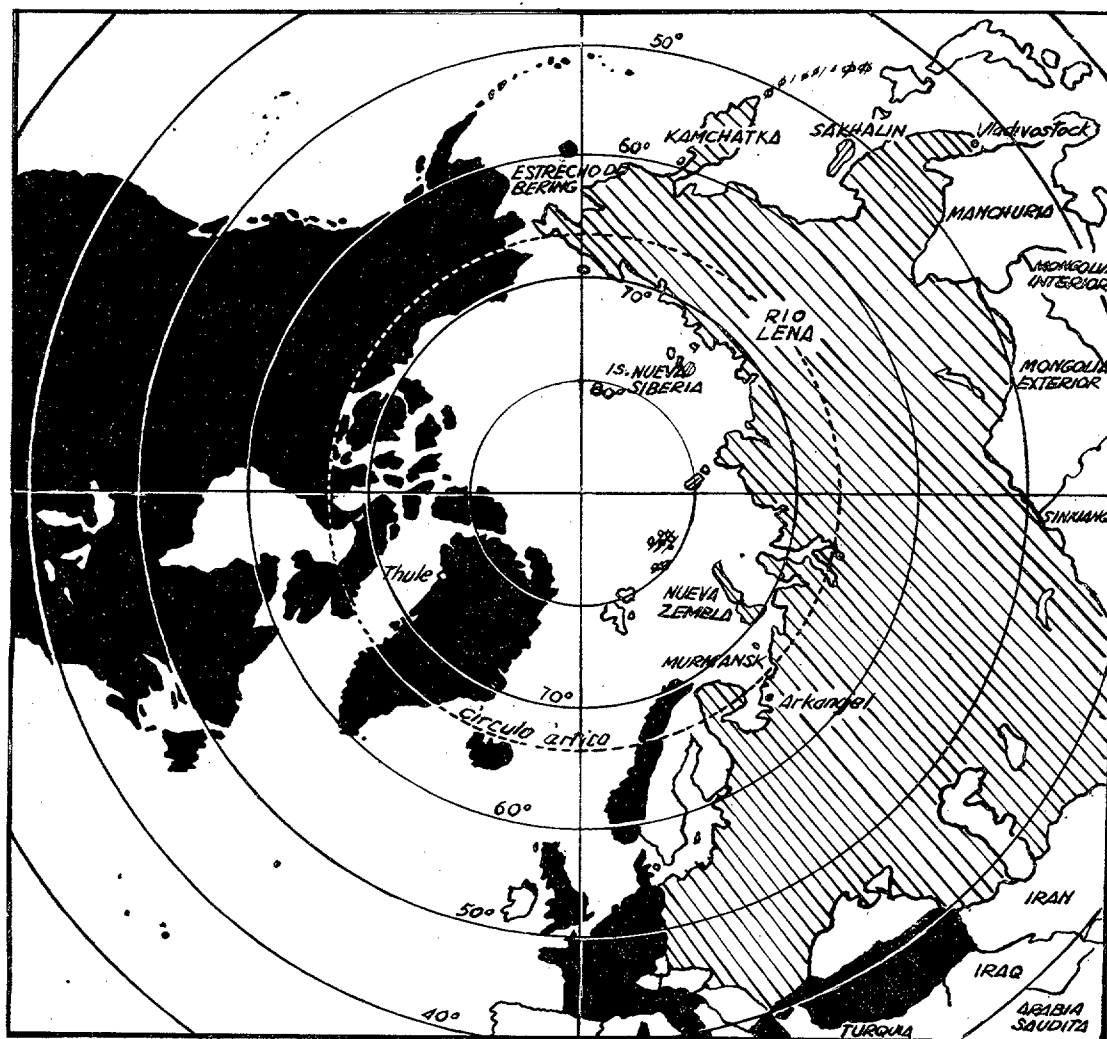 50°
KAMCHATKA
SAKHALIN
Vladivostock
60°
ESTRECHO DE
BERING
MANCHURIA
MONGOLIA
INTERIOR
70°
RIO
LENA
IS. NUEVA
SIBERIA
80°
MONGOLIA
EXTERIOR
SINKIANG
Thule
NUEVA
ZEMBLA
MURMANSK
Arkangel
70°
circulo ártico
60°
50°
IRAN
IRAQ
40°
TURQUIA
ARABIA
SAUDITA